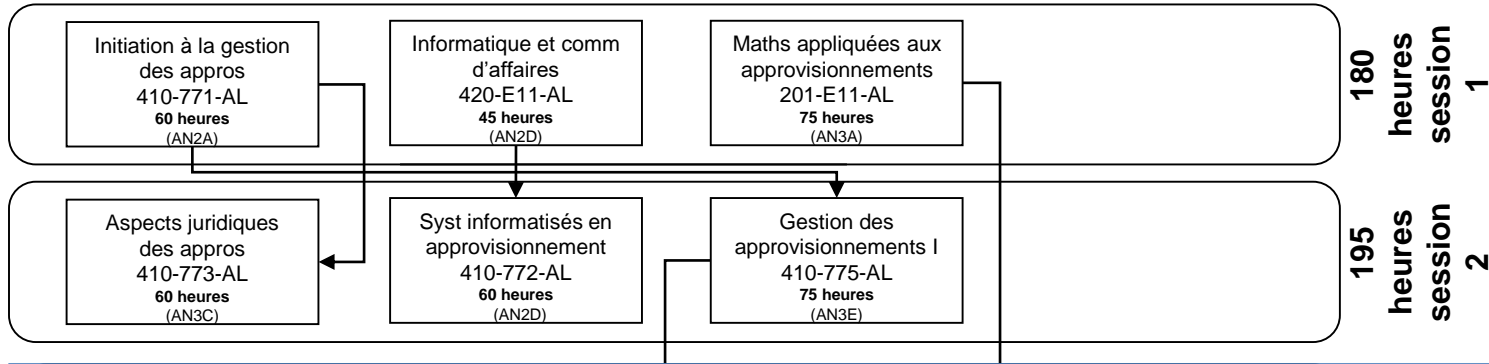 Initiation à la gestion
des appros
410-771-AL
60 heures
(AN2A)
Informatique et comm
d'affaires
420-E11-AL
45 heures
(AN2D)
Maths appliquées aux
approvisionnements
201-E11-AL
75 heures
(AN3A)
180
heures
session
1
Aspects juridiques
des appros
410-773-AL
60 heures
(AN3C)
Syst informatisés en
approvisionnement
410-772-AL
60 heures
(AN2D)
Gestion des
approvisionnements I
410-775-AL
75 heures
(AN3E)
195
heures
session
2